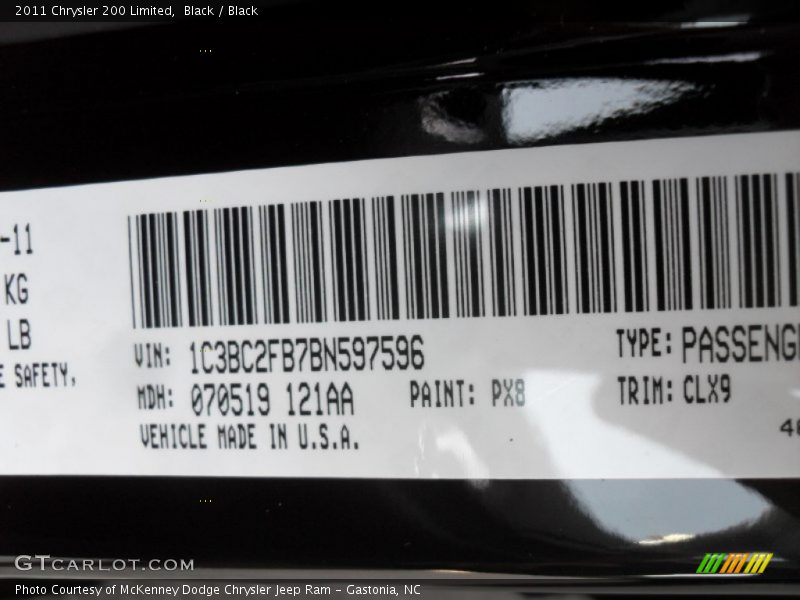 2011 Chrysler 200 Limited, Black / Black
-11
KG
LB
E SAFETY,
VIN: 1C3BC2FB7BN597596
TYPE: PASSENG
MDH: 070519 121AA
PAINT: PX8
TRIM: CLX9
VEHICLE MADE IN U.S.A.
GTCARLOT.COM
Photo Courtesy of McKenney Dodge Chrysler Jeep Ram - Gastonia, NC